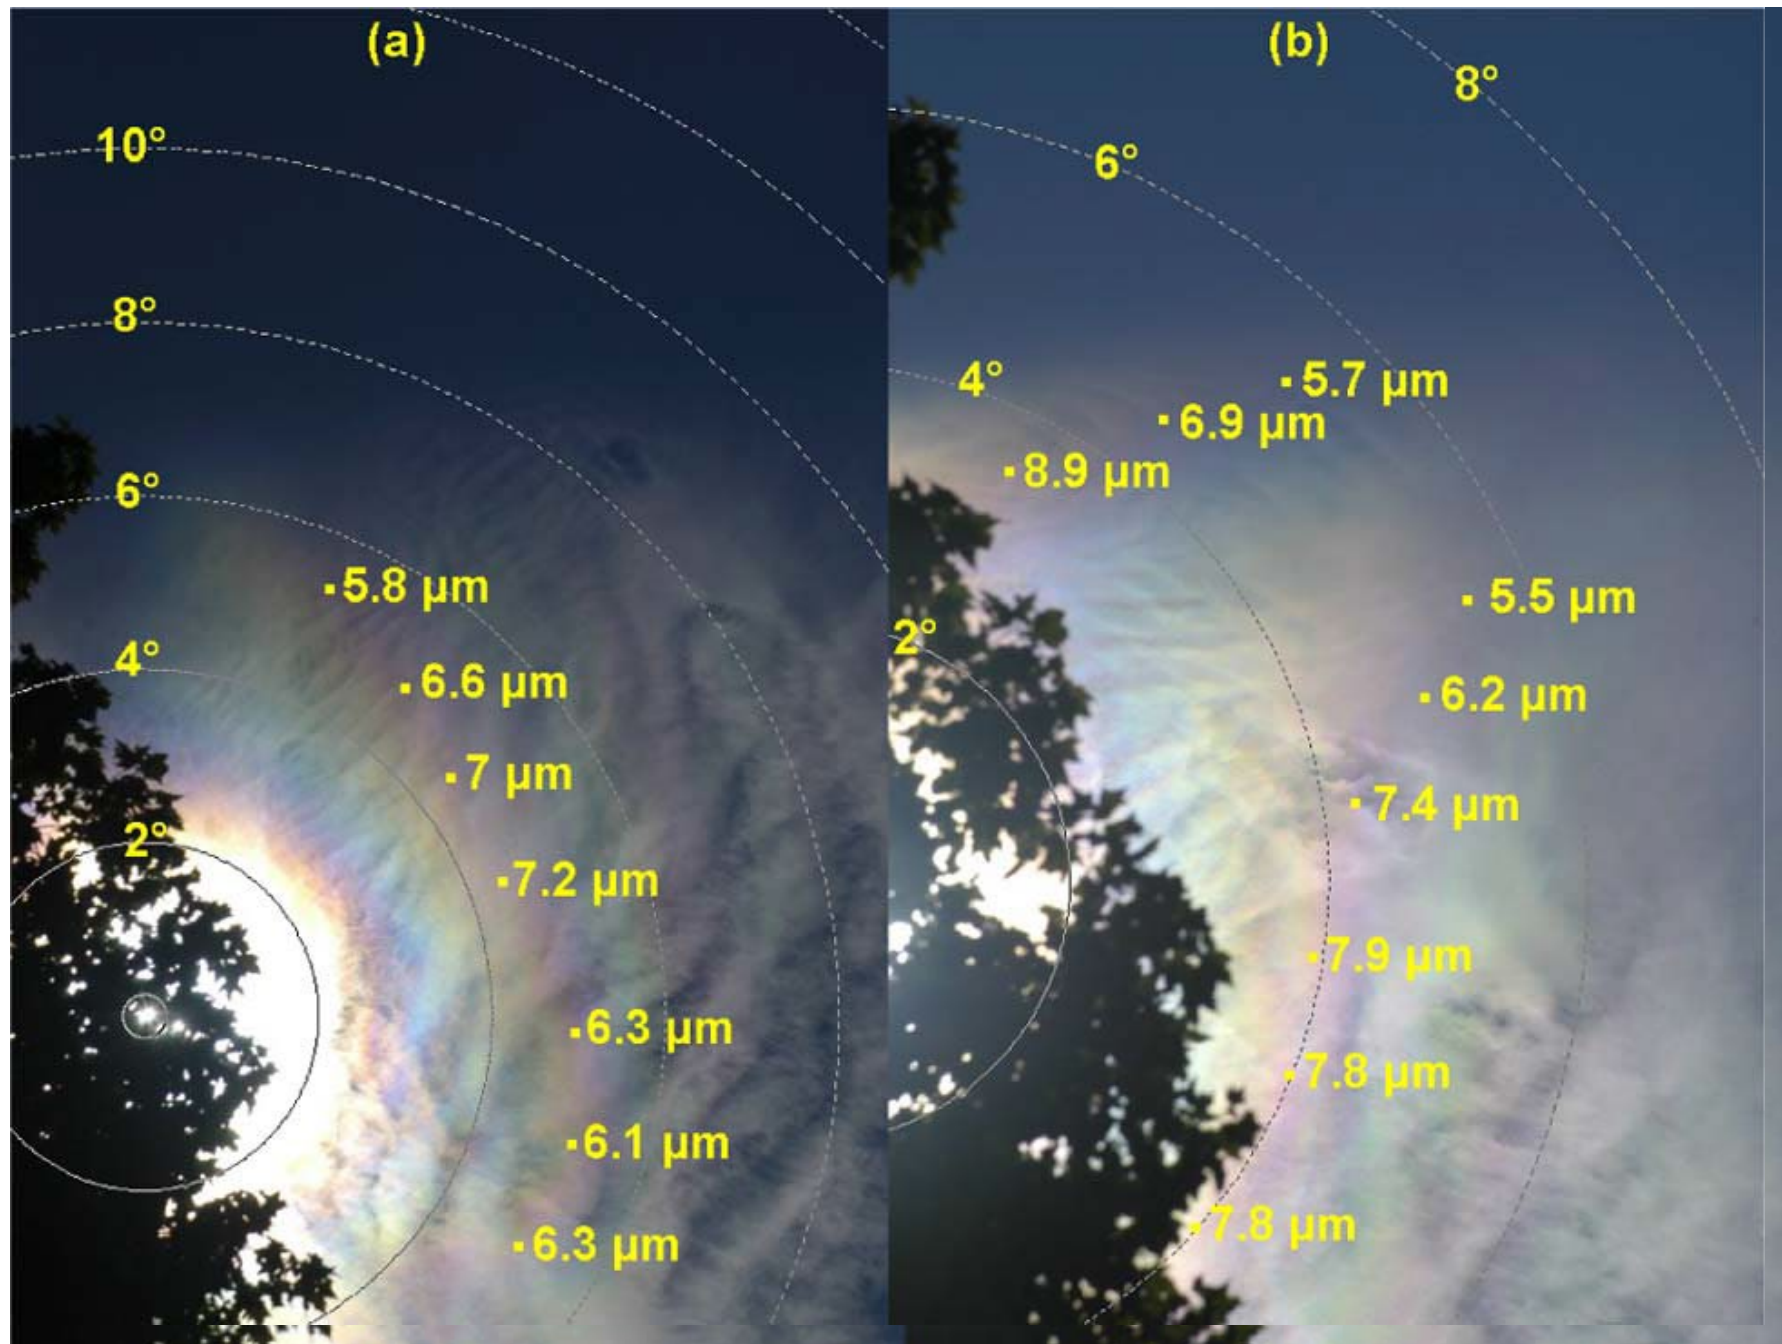 (a)
10°
8°
6°
5.8 µm
4°
6.6 µm
7 µm
2°
7.2 µm
6.3 µm
6.1 µm
6.3 µm
(b)
8°
6°
4°
5.7 µm
6.9 µm
8.9 µm
5.5 µm
2°
6.2 µm
7.4 µm
7.9 µm
7.8 µm
7.8 µm